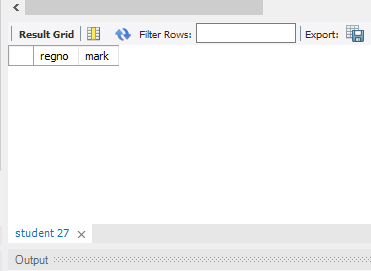 Result Grid Filter Rows: Export:
regno mark
student 27
Output